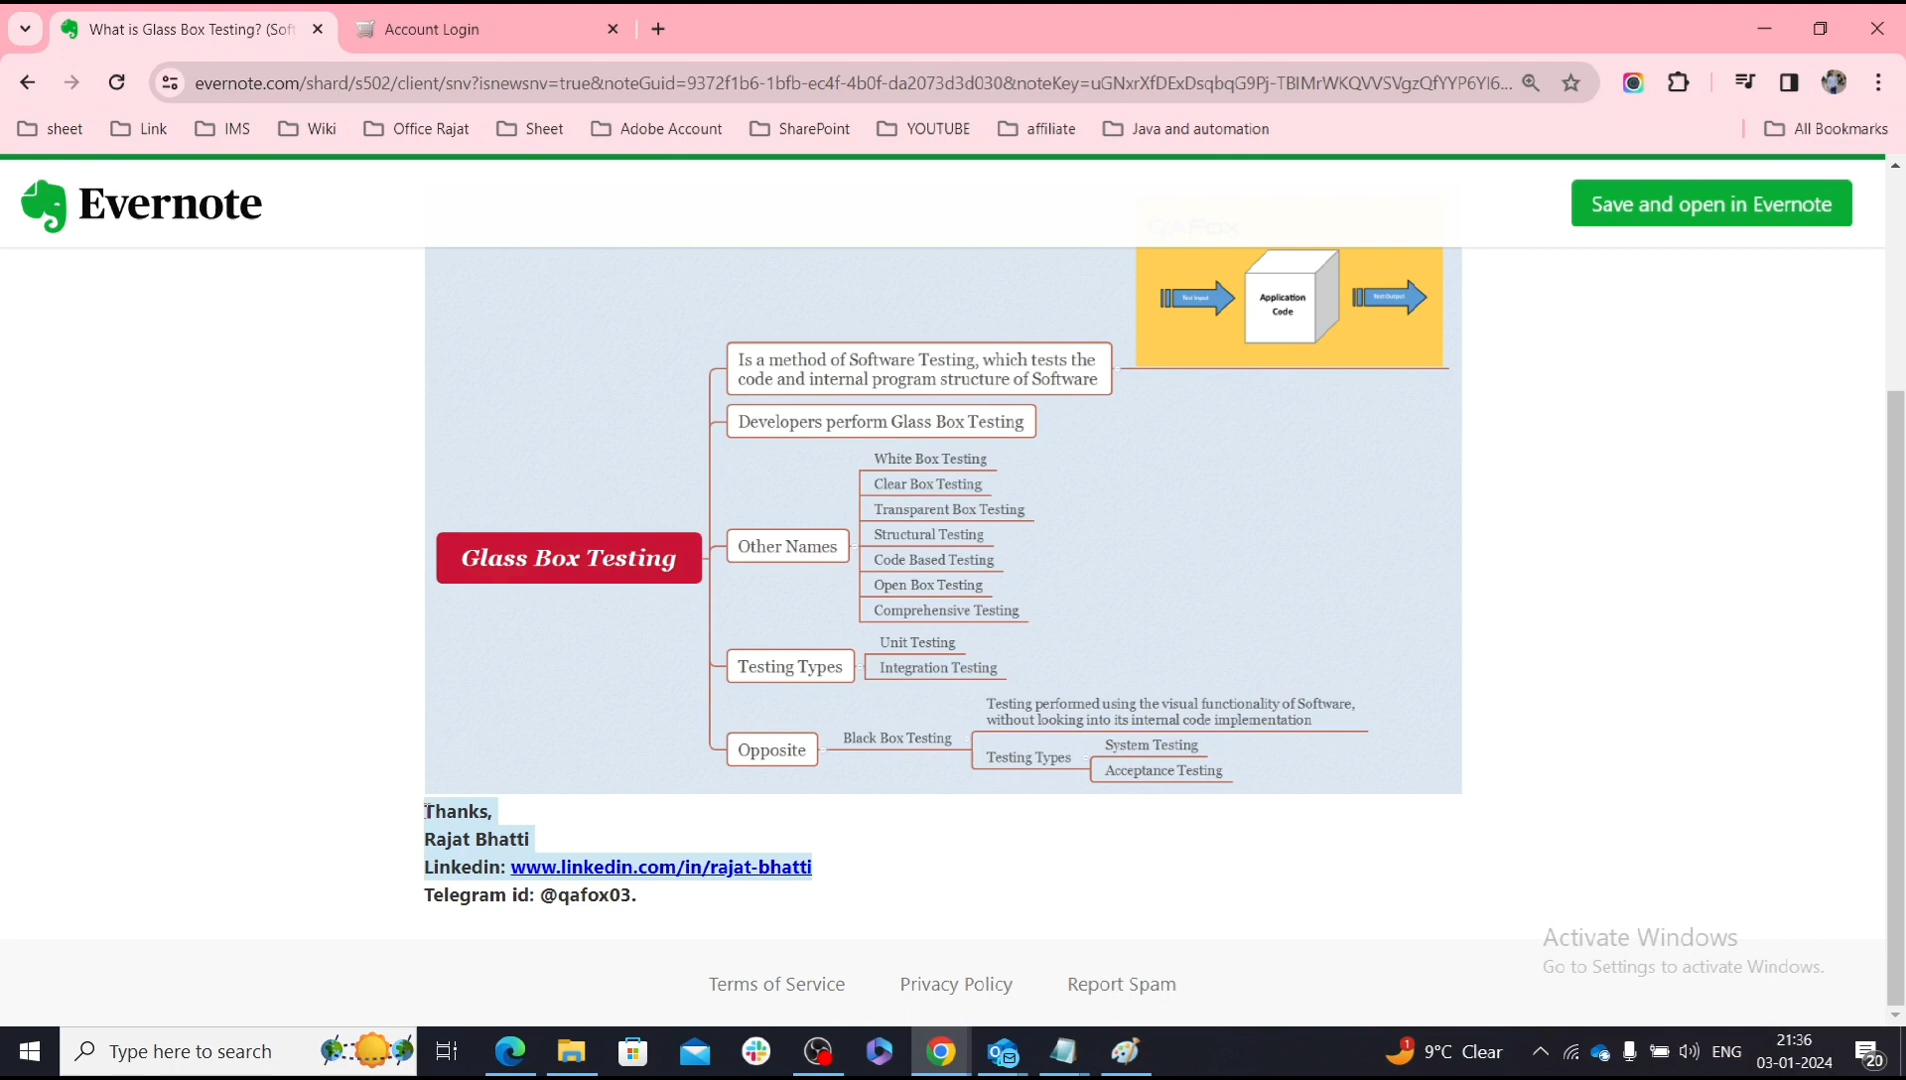 What is Glass Box Testing? (Soft
Account Login
evernote.com/shard/s502/client/snv?isnewsnv=true&noteGuid=9372f1b6-1bfb-ec4f-4b0f-da2073d3d030&noteKey=uGNxrXfDExDsqbqG9Pj-TBIMrWKQVVSVgzQfYYP6YI6...
sheet
Link
IMS
Wiki
Office Rajat
Sheet
Adobe Account
SharePoint
YOUTUBE
affiliate
Java and automation
All Bookmarks
Evernote
Save and open in Evernote
QAFox
Test Input
Application
Code
Test Output
Is a method of Software Testing, which tests the
code and internal program structure of Software
Developers perform Glass Box Testing
White Box Testing
Clear Box Testing
Transparent Box Testing
Structural Testing
Other Names
Glass Box Testing
Code Based Testing
Open Box Testing
Comprehensive Testing
Unit Testing
Testing Types
Integration Testing
Testing performed using the visual functionality of Software,
without looking into its internal code implementation
Opposite
Black Box Testing
Testing Types
System Testing
Acceptance Testing
Thanks,
Rajat Bhatti
Linkedin: www.linkedin.com/in/rajat-bhatti
Telegram id: @qafox03.
Activate Windows
Go to Settings to activate Windows.
Terms of Service
Privacy Policy
Report Spam
Type here to search
1
9°C Clear
ENG
21:36
03-01-2024
20